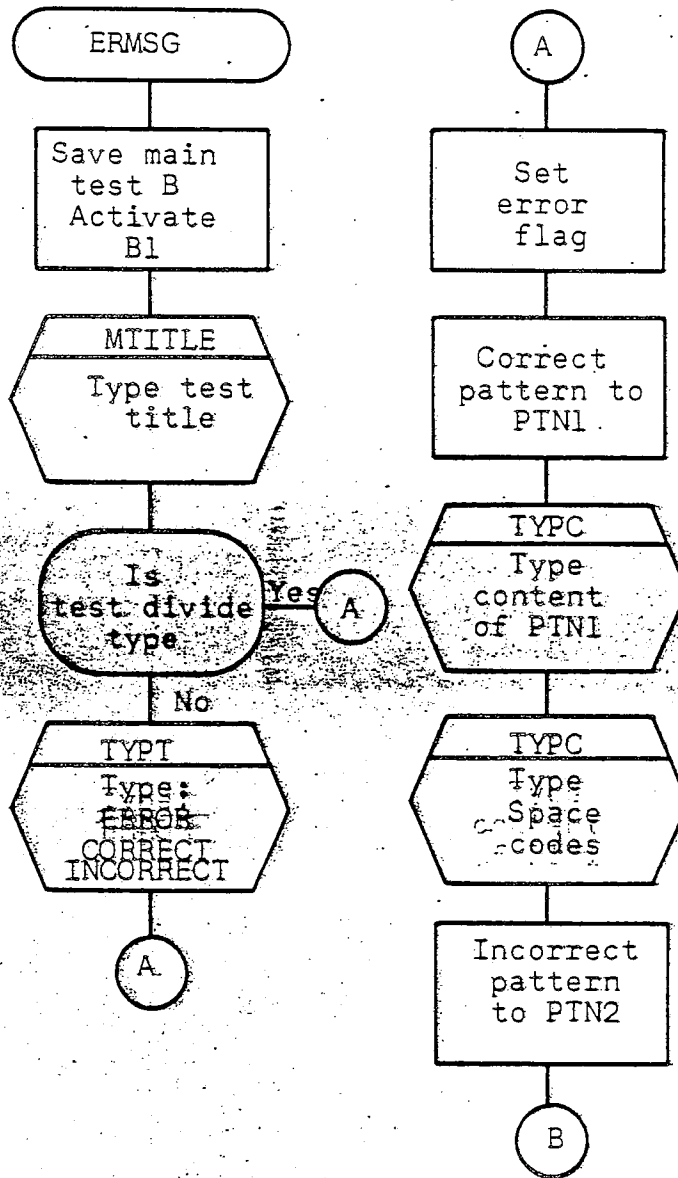 ERMSG
Save main
test B
Activate
B1
MTITLE
Type test
title
Is
test divide
type
Yes
A
No
TYPT
Type:
ERROR
CORRECT
INCORRECT
A
A
Set
error
flag
Correct
pattern to
PTN1
TYPC
Type
content
of PTN1
TYPC
Type
Space
codes
Incorrect
pattern
to PTN2
B